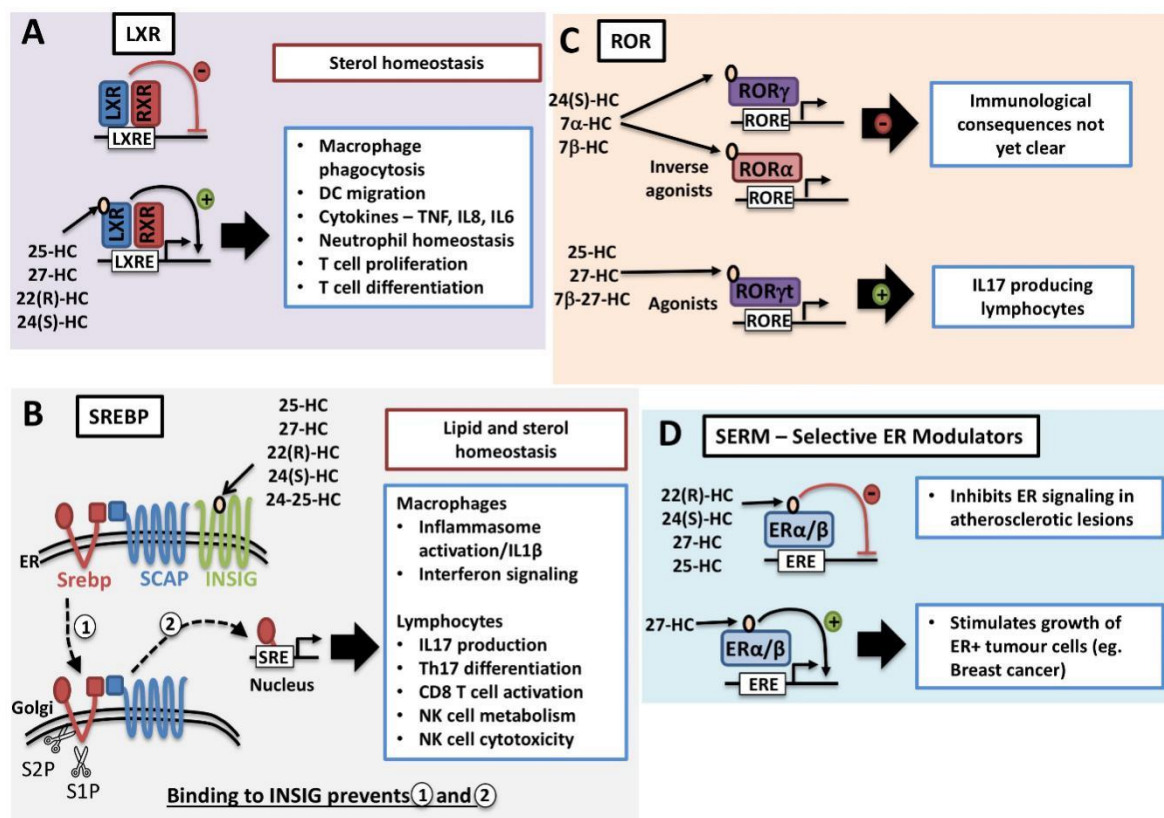 A
LXR
Sterol homeostasis
LXR
RXR
-
LXRE
• Macrophage
phagocytosis
• DC migration
• Cytokines – TNF, IL8, IL6
• Neutrophil homeostasis
• T cell proliferation
• T cell differentiation
LXR
RXR
+
LXRE
25-HC
27-HC
22(R)-HC
24(S)-HC
C
ROR
24(S)-HC
7α-HC
7β-HC
RORγ
RORE
Inverse
agonists
RORα
RORE
-
Immunological
consequences not
yet clear
25-HC
27-HC
7β-27-HC
Agonists
RORγt
RORE
+
IL17 producing
lymphocytes
B
SREBP
25-HC
27-HC
22(R)-HC
24(S)-HC
24-25-HC
Lipid and sterol
homeostasis
ER
Srebp
SCAP
INSIG
1
2
SRE
Nucleus
Golgi
S2P
S1P
Macrophages
• Inflammasome
activation/IL1β
• Interferon signaling
Lymphocytes
• IL17 production
• Th17 differentiation
• CD8 T cell activation
• NK cell metabolism
• NK cell cytotoxicity
Binding to INSIG prevents 1 and 2
D
SERM – Selective ER Modulators
22(R)-HC
24(S)-HC
27-HC
25-HC
ERα/β
ERE
-
• Inhibits ER signaling in
atherosclerotic lesions
27-HC
ERα/β
ERE
+
• Stimulates growth of
ER+ tumour cells (eg.
Breast cancer)